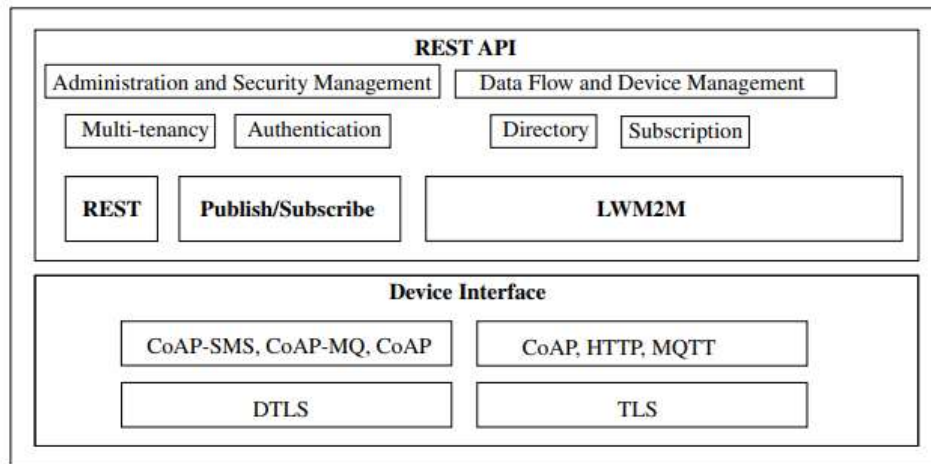 REST API
Administration and Security Management
Data Flow and Device Management
Multi-tenancy
Authentication
Directory
Subscription
REST
Publish/Subscribe
LWM2M
Device Interface
CoAP-SMS, CoAP-MQ, CoAP
CoAP, HTTP, MQTT
DTLS
TLS